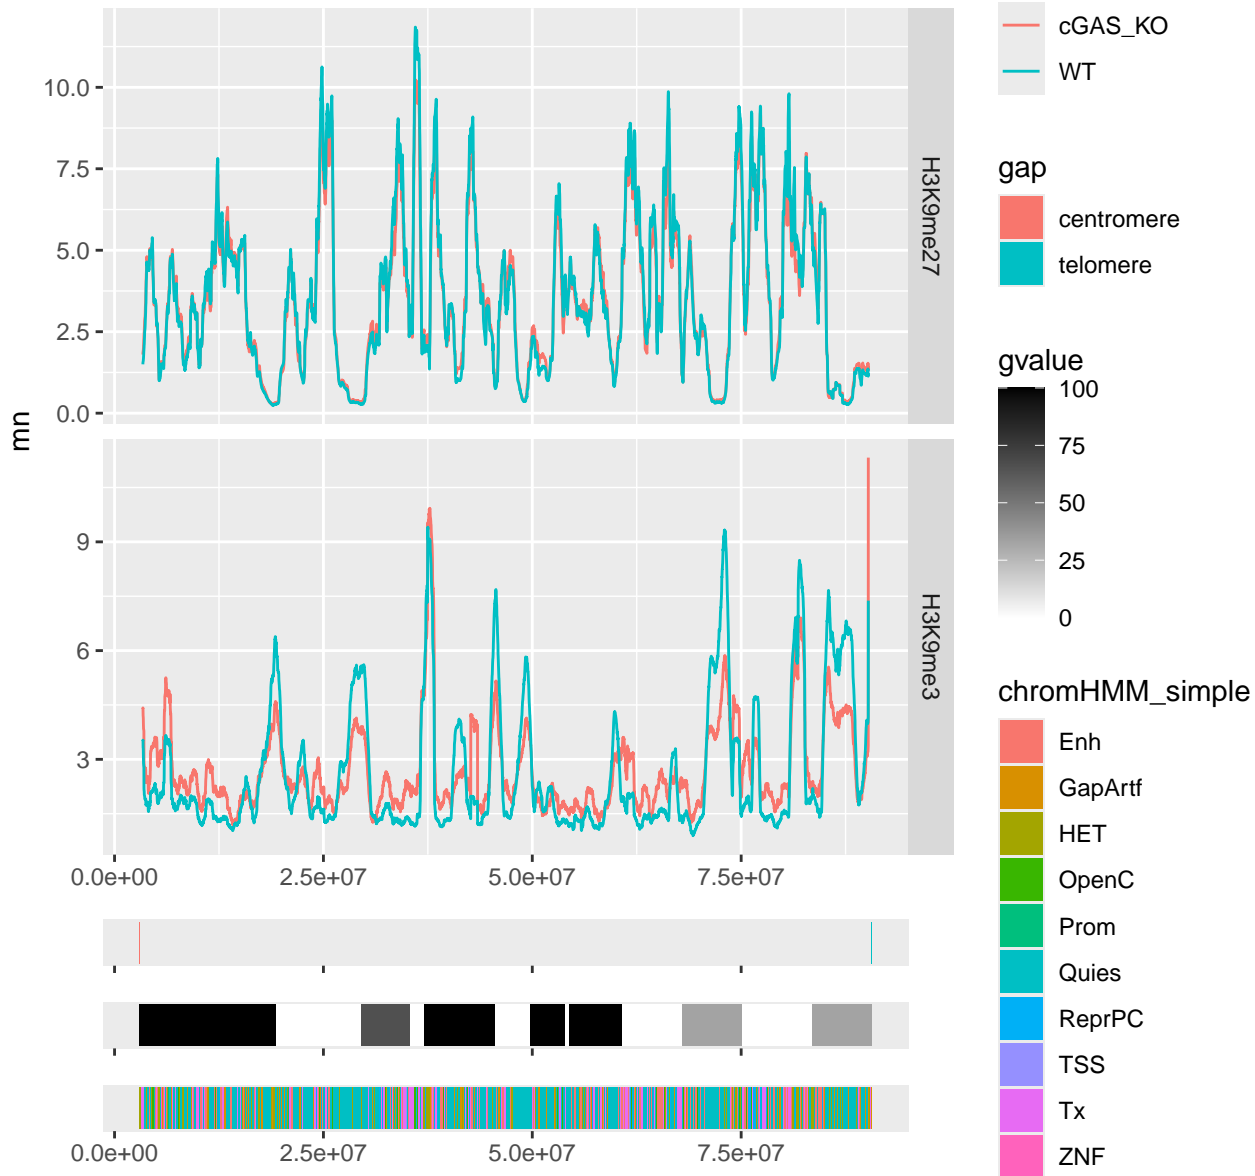 10.0
7.5
5.0
2.5
0.0
H3K9me27
mn
9
6
3
H3K9me3
0.0e+00 2.5e+07 5.0e+07 7.5e+07
0.0e+00 2.5e+07 5.0e+07 7.5e+07
cGAS_KO
WT
gap
centromere
telomere
gvalue
100
75
50
25
0
chromHMM_simple
Enh
GapArtf
HET
OpenC
Prom
Quies
ReprPC
TSS
Tx
ZNF